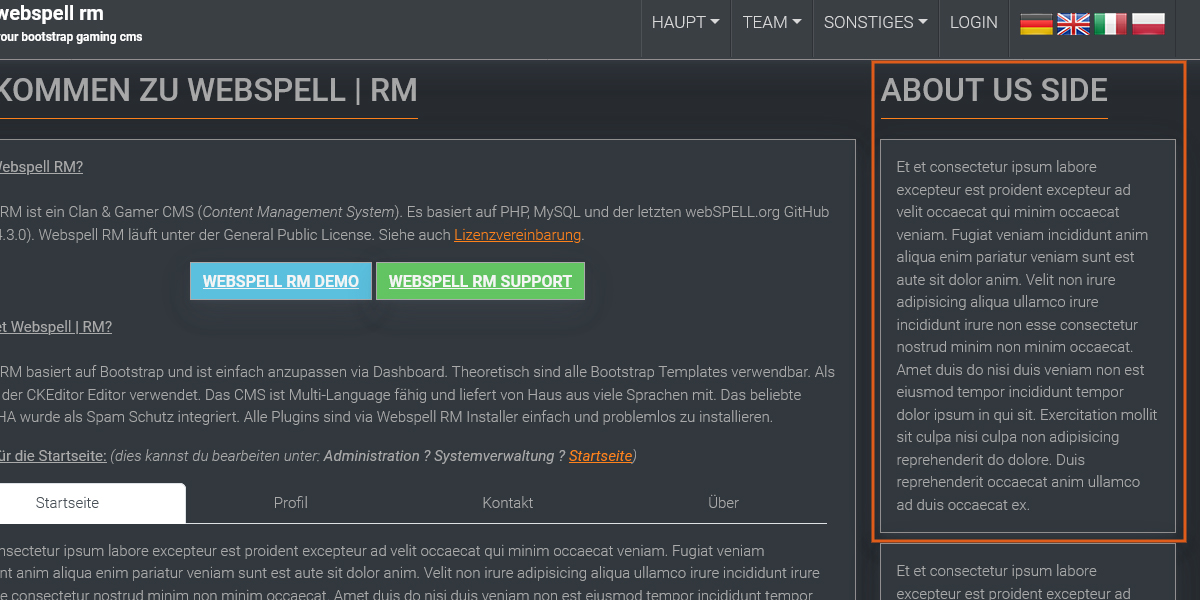 webspell rm
your bootstrap gaming cms
HAUPT TEAM SONSTIGES LOGIN
KOMMEN ZU WEBSPELL | RM
Webspell RM?
RM ist ein Clan & Gamer CMS (Content Management System). Es basiert auf PHP, MySQL und der letzten webSPELL.org GitHub
4.3.0). Webspell RM läuft unter der General Public License. Siehe auch Lizenzvereinbarung.
WEBSPELL RM DEMO WEBSPELL RM SUPPORT
et Webspell | RM?
RM basiert auf Bootstrap und ist einfach anzupassen via Dashboard. Theoretisch sind alle Bootstrap Templates verwendbar. Als
der CKEditor Editor verwendet. Das CMS ist Multi-Language fähig und liefert von Haus aus viele Sprachen mit. Das beliebte
HA wurde als Spam Schutz integriert. Alle Plugins sind via Webspell RM Installer einfach und problemlos zu installieren.
für die Startseite: (dies kannst du bearbeiten unter: Administration ? Systemverwaltung ? Startseite)
Startseite Profil Kontakt Über
nsectetur ipsum labore excepteur est proident excepteur ad velit occaecat qui minim occaecat veniam. Fugiat veniam
nt anim aliqua enim pariatur veniam sunt est aute sit dolor anim. Velit non irure adipisicing aliqua ullamco irure incididunt irure
e consectetur nostrud minim non minim occaecat. Amet duis do nisi duis veniam non est eiusmod tempor incididunt tempor
ABOUT US SIDE
Et et consectetur ipsum labore
excepteur est proident excepteur ad
velit occaecat qui minim occaecat
veniam. Fugiat veniam incididunt anim
aliqua enim pariatur veniam sunt est
aute sit dolor anim. Velit non irure
adipisicing aliqua ullamco irure
incididunt irure non esse consectetur
nostrud minim non minim occaecat.
Amet duis do nisi duis veniam non est
eiusmod tempor incididunt tempor
dolor ipsum in qui sit. Exercitation mollit
sit culpa nisi culpa non adipisicing
reprehenderit do dolore. Duis
reprehenderit occaecat anim ullamco
ad duis occaecat ex.
Et et consectetur ipsum labore
excepteur est proident excepteur ad